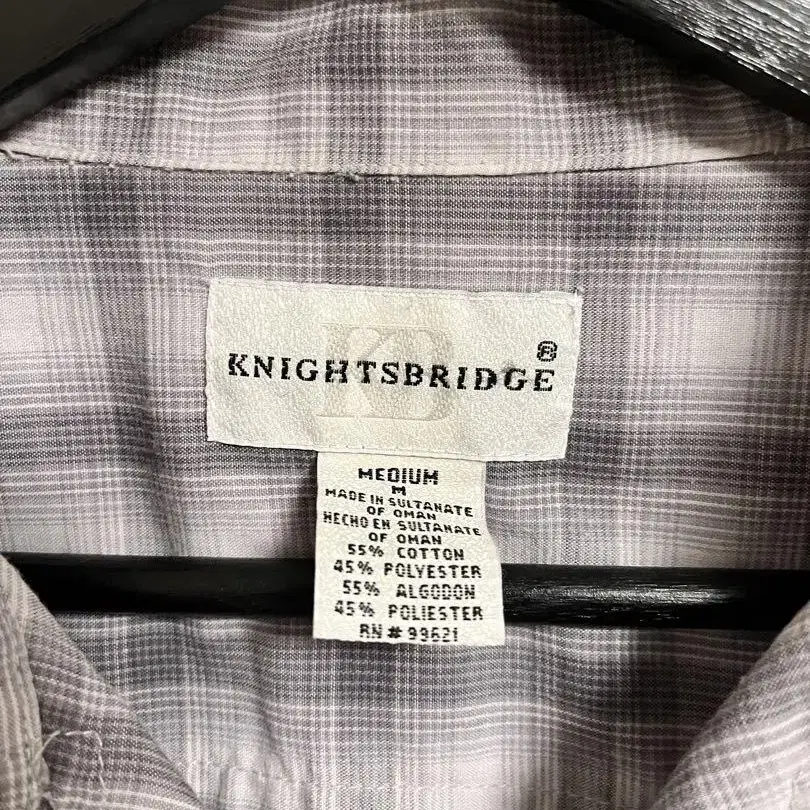 KNIGHTSBRIDGE®
MEDIUM
M
MADE IN SULTANATE
OF OMAN
HECHO EN SULTANATE
OF OMAN
55% COTTON
45% POLYESTER
55% ALGODON
45% POLIESTER
RN # 99621